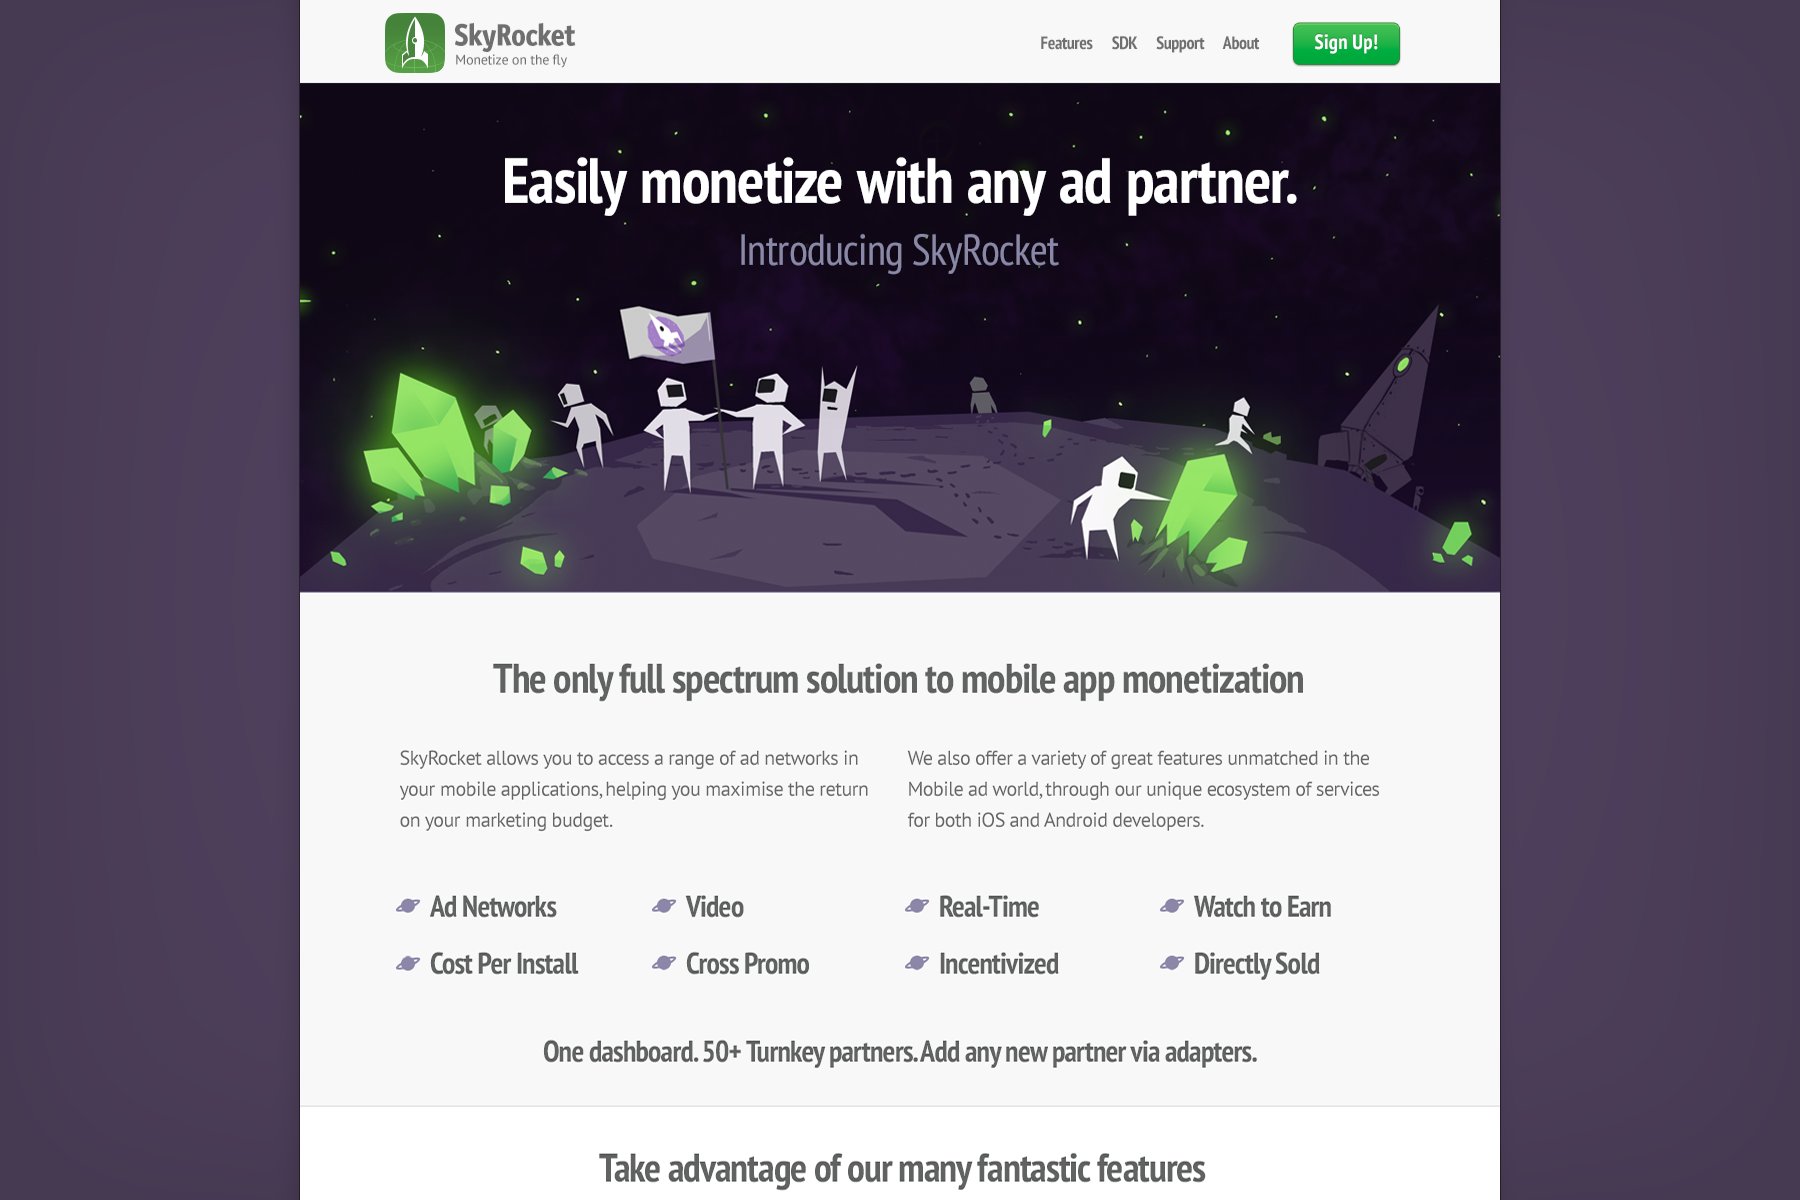 SkyRocket
Monetize on the fly
Features SDK Support About Sign Up!
Easily monetize with any ad partner.
Introducing SkyRocket
The only full spectrum solution to mobile app monetization
SkyRocket allows you to access a range of ad networks in
your mobile applications, helping you maximise the return
on your marketing budget.
We also offer a variety of great features unmatched in the
Mobile ad world, through our unique ecosystem of services
for both iOS and Android developers.
Ad Networks Video Real-Time Watch to Earn
Cost Per Install Cross Promo Incentivized Directly Sold
One dashboard. 50+ Turnkey partners. Add any new partner via adapters.
Take advantage of our many fantastic features